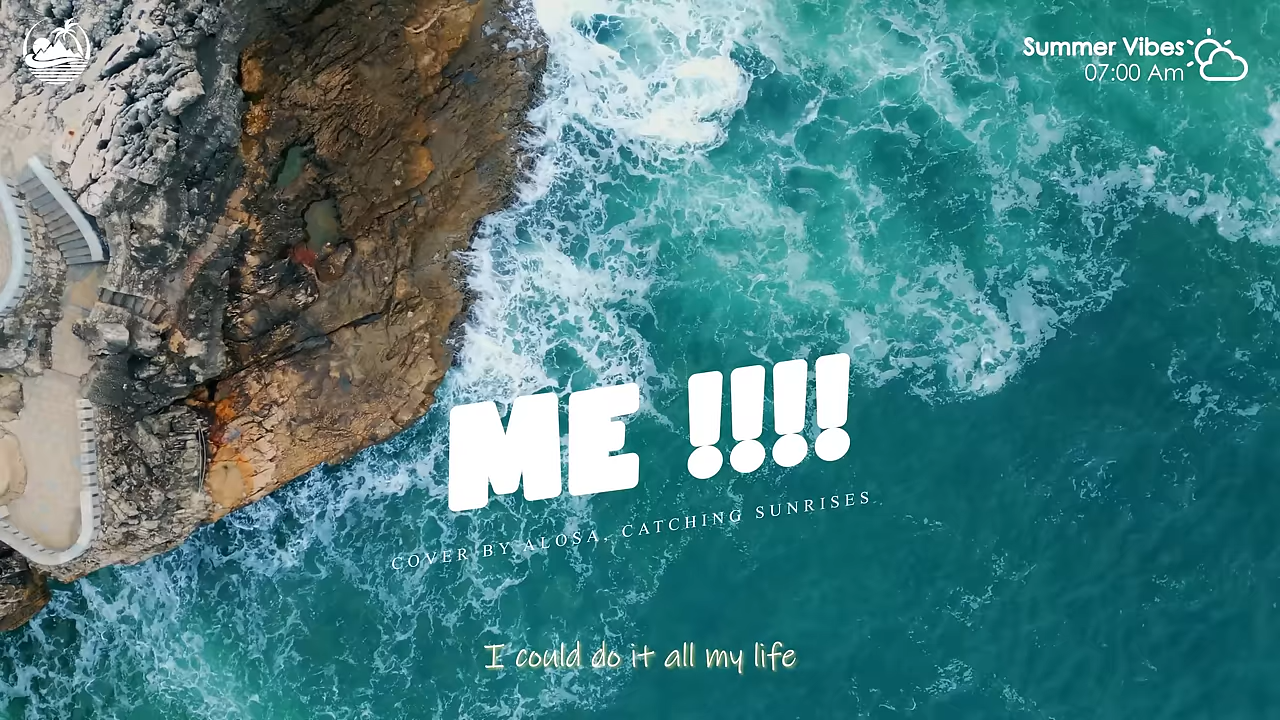 Summer Vibes
07:00 Am
ME !!!!
COVER BY ALOSA, CATCHING SUNRISES
I could do it all my life